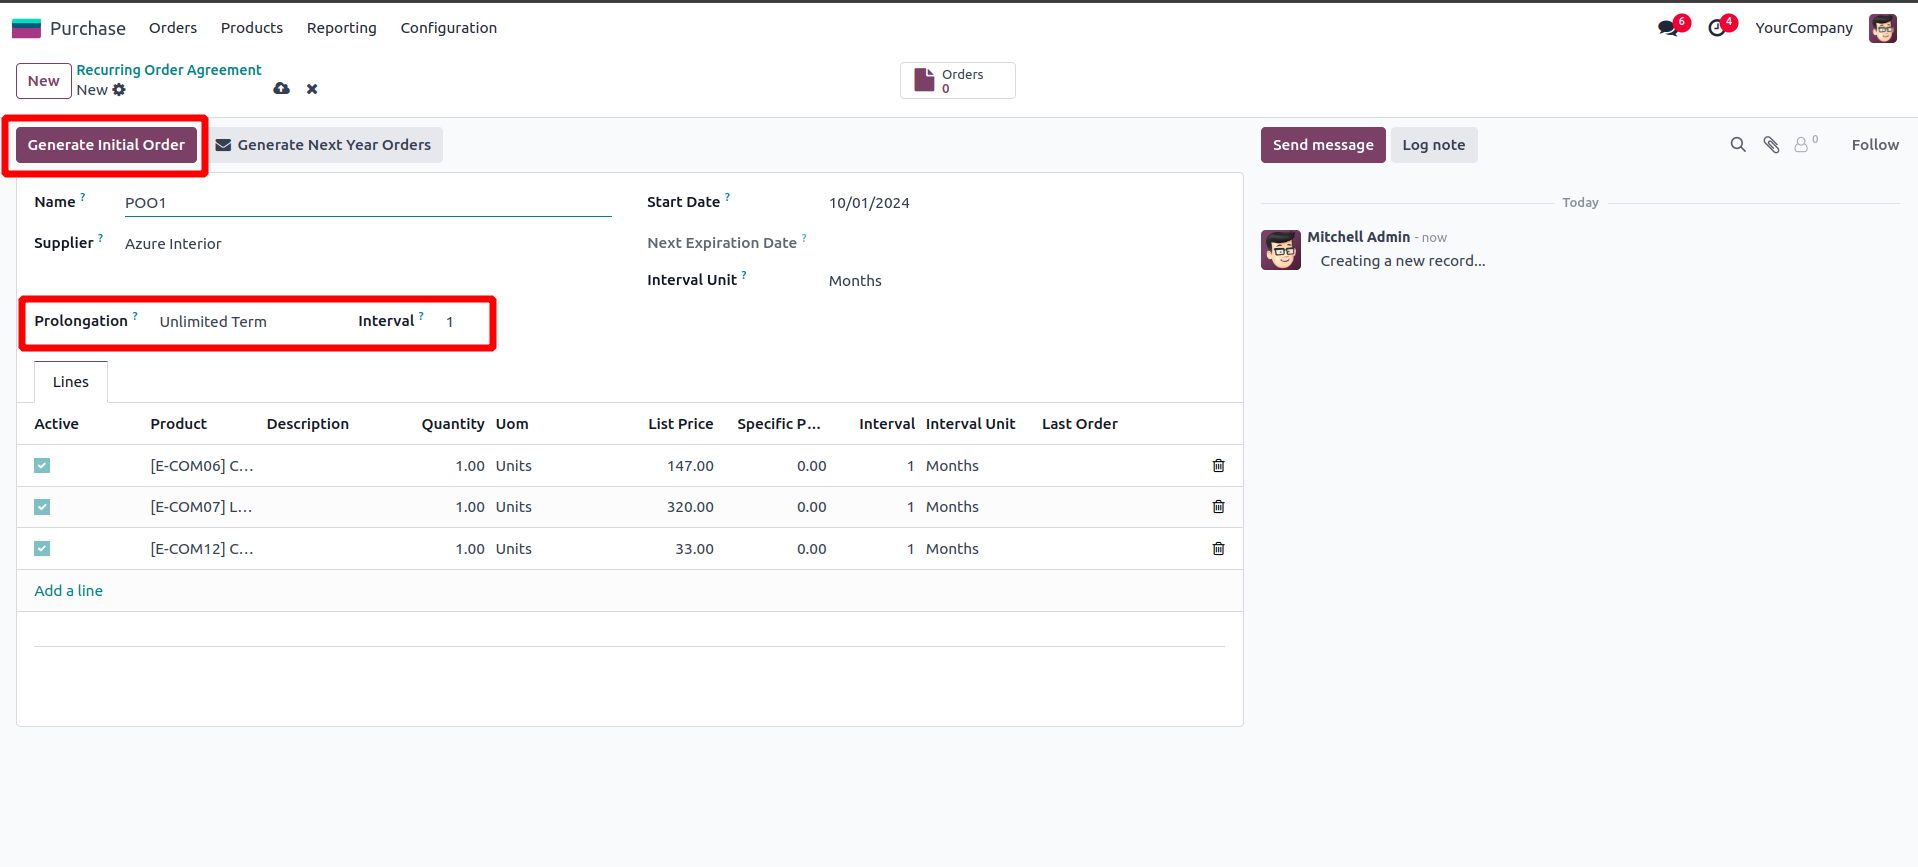 Purchase Orders Products Reporting Configuration 6 4 YourCompany
New Recurring Order Agreement
New
Orders
0
Generate Initial Order Generate Next Year Orders Send message Log note 0 Follow
Name ? POO1 Start Date ? 10/01/2024
Supplier ? Azure Interior Next Expiration Date ?
Interval Unit ? Months
Prolongation ? Unlimited Term Interval ? 1
Today
Mitchell Admin - now
Creating a new record...
Lines
Active Product Description Quantity Uom List Price Specific P... Interval Interval Unit Last Order
[E-COM06] C... 1.00 Units 147.00 0.00 1 Months
[E-COM07] L... 1.00 Units 320.00 0.00 1 Months
[E-COM12] C... 1.00 Units 33.00 0.00 1 Months
Add a line